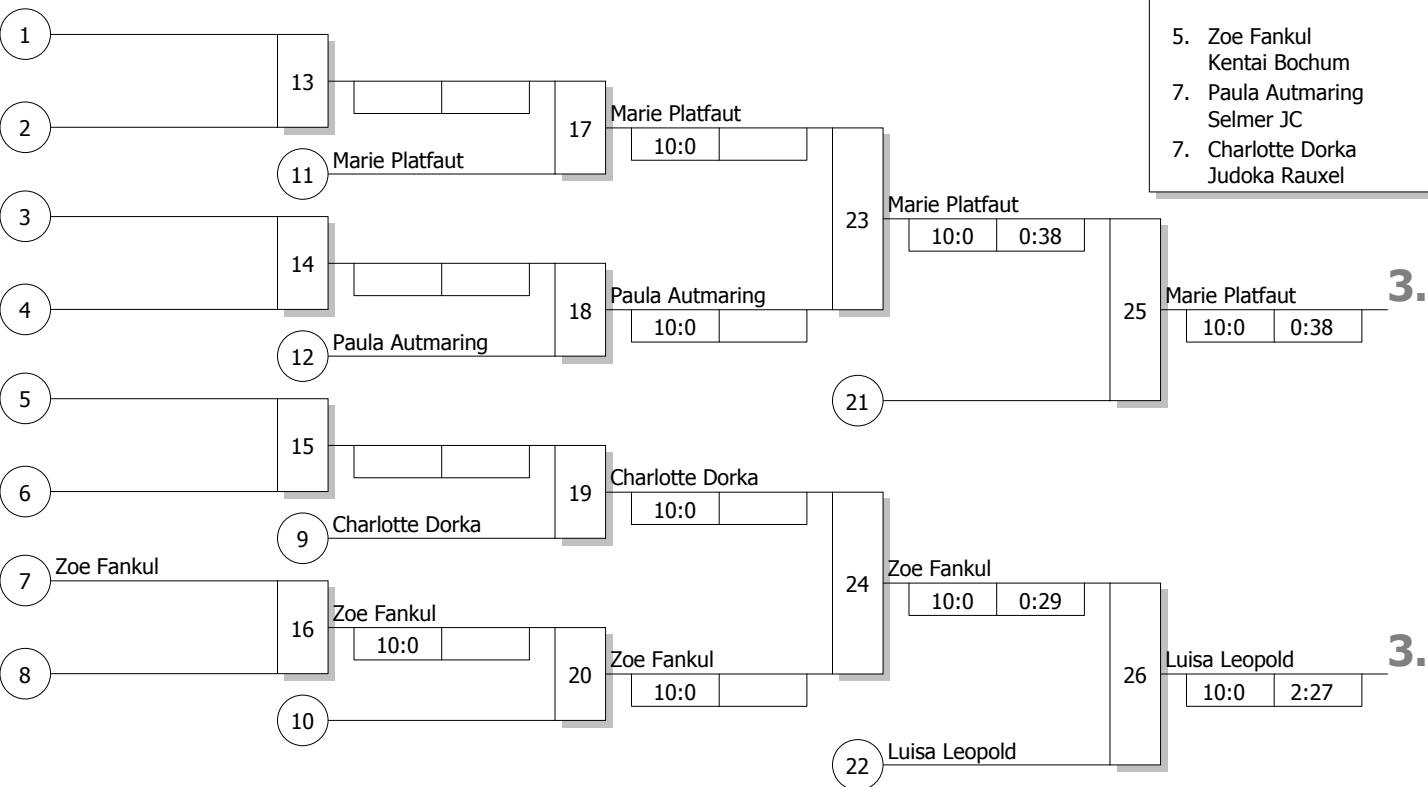 1
5. Zoe Fankul
Kentai Bochum
13
7. Paula Autmaring
Selmer JC
Marie Platfaut
2
17
10:0
7. Charlotte Dorka
Judoka Rauxel
Marie Platfaut
11
3
Marie Platfaut
23
10:0 0:38
14
Marie Platfaut
3.
Paula Autmaring
4
18
25
10:0
10:0 0:38
Paula Autmaring
12
5
21
15
Charlotte Dorka
6
19
10:0
Charlotte Dorka
9
Zoe Fankul
7
Zoe Fankul
24
10:0 0:29
Zoe Fankul
16
10:0
Zoe Fankul
Luisa Leopold
3.
8
20
26
10:0
10:0 2:27
10
Luisa Leopold
22